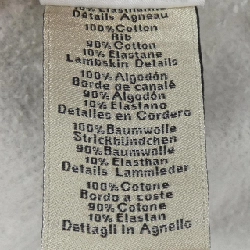 10% Elasthanne
Détails Agneau
100%Cotton
Rib
90% Cotton
10% Elastane
Lambskin Details
100% Algodón
Borde de canalé
90% Algodón
10% Elastano
Detalles en Cordero
100%Baumwolle
Strickbündchen
90%Baumwolle
10% Elasthan
Details Lammleder
100% Cotone
Bordo a coste
90% Cotone
10% Elastan
Dettagli in Agnello